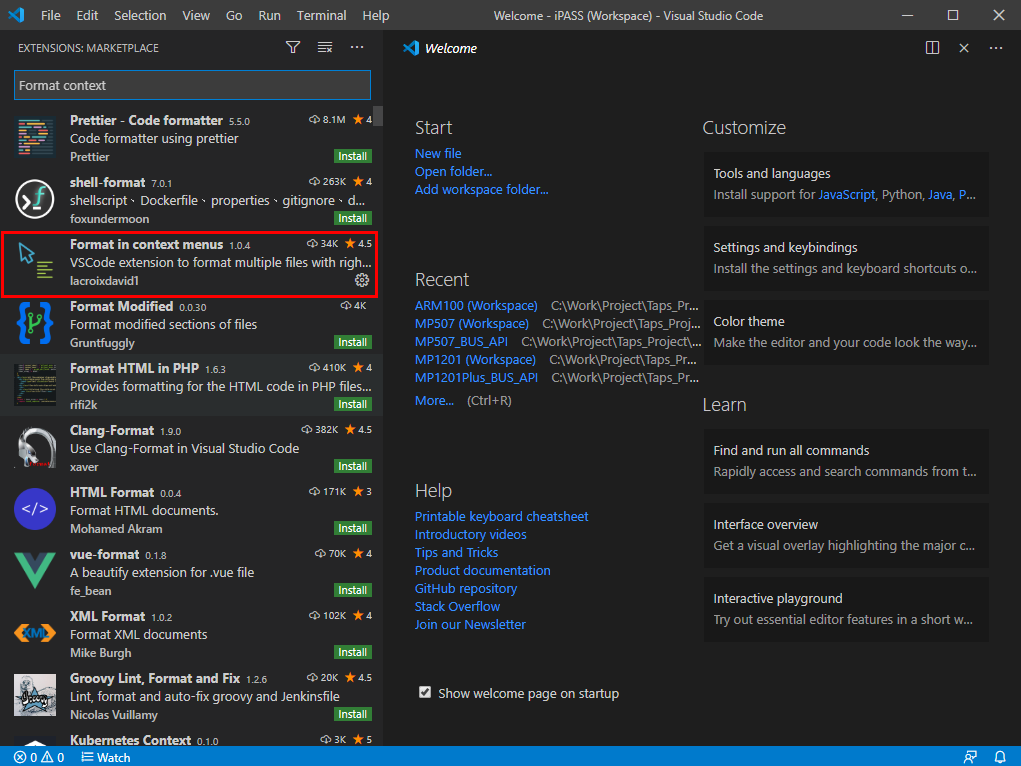 File Edit Selection View Go Run Terminal Help Welcome - iPASS (Workspace) - Visual Studio Code
EXTENSIONS: MARKETPLACE
Format context
Prettier - Code formatter 5.5.0 8.1M 4
Code formatter using prettier
Prettier Install
shell-format 7.0.1 263K 4
shellscript、Dockerfile、properties、gitignore、d...
foxundermoon Install
Format in context menus 1.0.4 34K 4.5
VSCode extension to format multiple files with righ...
lacroixdavid1
Format Modified 0.0.30 4K
Format modified sections of files
Gruntfuggly Install
Format HTML in PHP 1.6.3 410K 4
Provides formatting for the HTML code in PHP files...
rifi2k Install
Clang-Format 1.9.0 382K 4.5
Use Clang-Format in Visual Studio Code
xaver Install
HTML Format 0.0.4 171K 3
</> Format HTML documents.
Mohamed Akram Install
vue-format 0.1.8 70K 4
A beautify extension for .vue file
fe_bean Install
XML Format 1.0.2 102K 4
XML Format XML documents
Mike Burgh Install
Groovy Lint, Format and Fix 1.2.6 20K 4.5
Lint, format and auto-fix groovy and Jenkinsfile
Nicolas Vuillamy Install
Kubernetes Context 0.1.0 3K 5
Welcome
Start
New file
Open folder...
Add workspace folder...
Recent
ARM100 (Workspace) C:\Work\Project\Taps_Pr...
MP507 (Workspace) C:\Work\Project\Taps_Proj...
MP507_BUS_API C:\Work\Project\Taps_Project\...
MP1201 (Workspace) C:\Work\Project\Taps_Pr...
MP1201Plus_BUS_API C:\Work\Project\Taps_Pr...
More... (Ctrl+R)
Help
Printable keyboard cheatsheet
Introductory videos
Tips and Tricks
Product documentation
GitHub repository
Stack Overflow
Join our Newsletter
Show welcome page on startup
Customize
Tools and languages
Install support for JavaScript, Python, Java, P...
Settings and keybindings
Install the settings and keyboard shortcuts o...
Color theme
Make the editor and your code look the way...
Learn
Find and run all commands
Rapidly access and search commands from t...
Interface overview
Get a visual overlay highlighting the major c...
Interactive playground
Try out essential editor features in a short w...
0 0 Watch